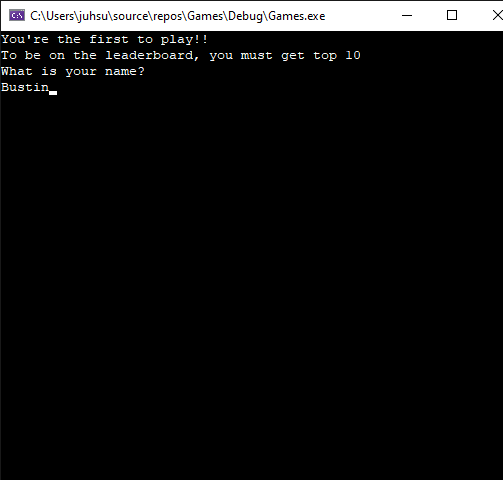 C:\Users\juhsu\source\repos\Games\Debug\Games.exe
You're the first to play!!
To be on the leaderboard, you must get top 10
What is your name?
Bustin